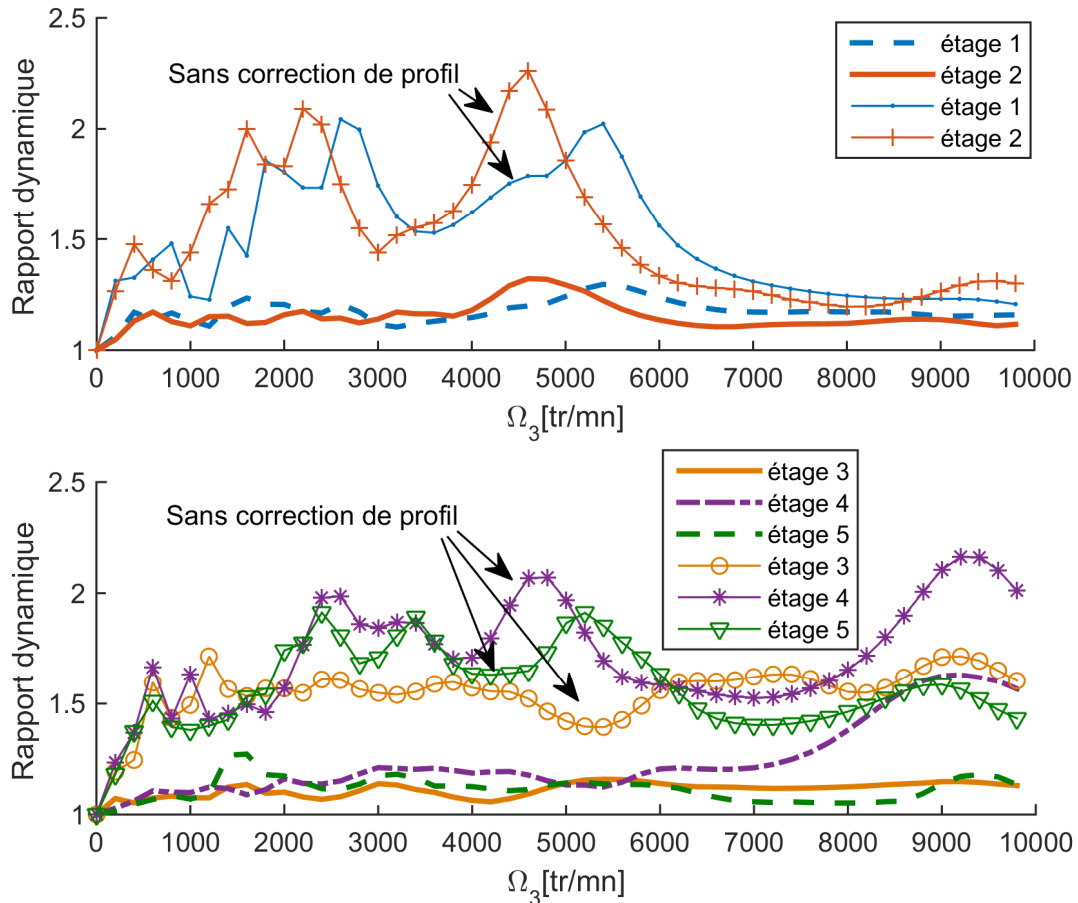 2.5
2
1.5
1
Rapport dynamique
Sans correction de profil
étage 1
étage 2
étage 1
étage 2
0 1000 2000 3000 4000 5000 6000 7000 8000 9000 10000
Ω3[tr/mn]
2.5
2
1.5
1
Rapport dynamique
Sans correction de profil
étage 3
étage 4
étage 5
étage 3
étage 4
étage 5
0 1000 2000 3000 4000 5000 6000 7000 8000 9000 10000
Ω3[tr/mn]